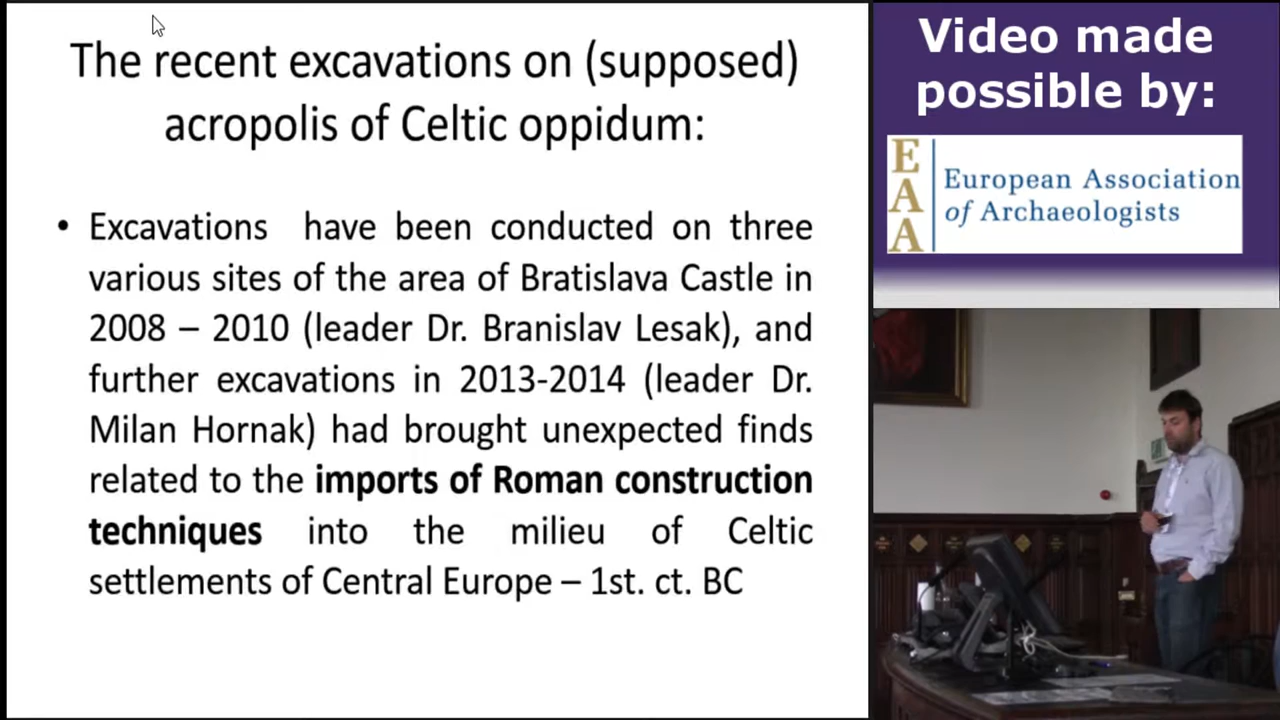 The recent excavations on (supposed)
acropolis of Celtic oppidum:
• Excavations have been conducted on three
various sites of the area of Bratislava Castle in
2008 – 2010 (leader Dr. Branislav Lesak), and
further excavations in 2013-2014 (leader Dr.
Milan Hornak) had brought unexpected finds
related to the imports of Roman construction
techniques into the milieu of Celtic
settlements of Central Europe – 1st. ct. BC
Video made
possible by:
EAA
European Association
of Archaeologists